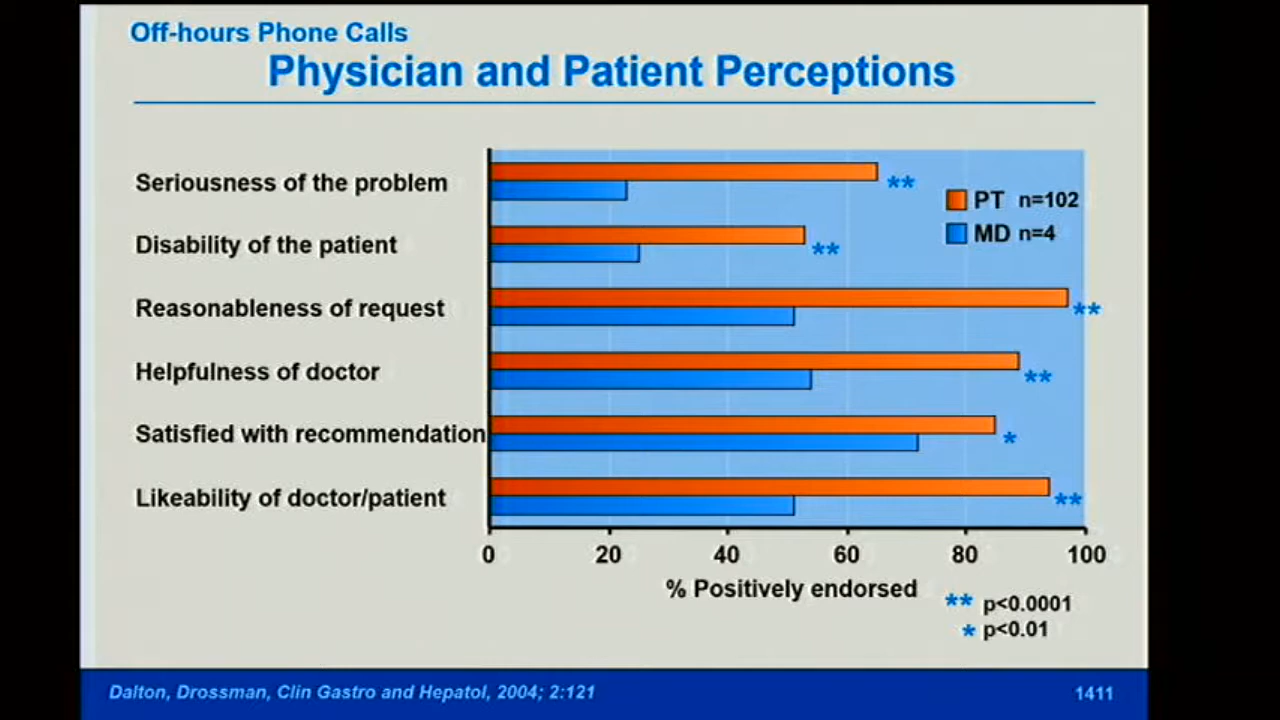 Off-hours Phone Calls
Physician and Patient Perceptions
Seriousness of the problem
**
PT n=102
MD n=4
Disability of the patient
**
Reasonableness of request
**
Helpfulness of doctor
**
Satisfied with recommendation
*
Likeability of doctor/patient
**
0 20 40 60 80 100
% Positively endorsed
** p<0.0001
* p<0.01
Dalton, Drossman, Clin Gastro and Hepatol, 2004; 2:121
1411